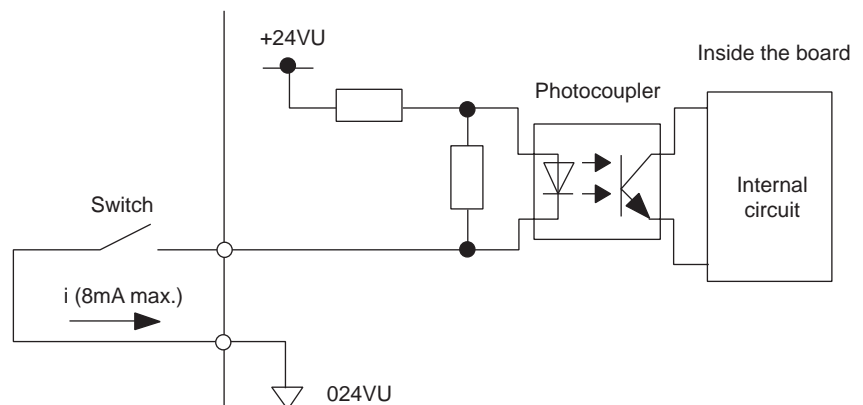 +24VU
Inside the board
Photocoupler
Internal
circuit
Switch
i (8mA max.)
024VU